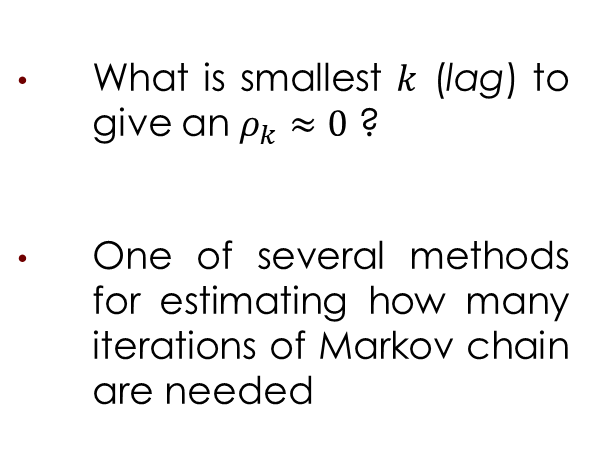 • What is smallest k (lag) to
give an ρₖ ≈ 0 ?
• One of several methods
for estimating how many
iterations of Markov chain
are needed